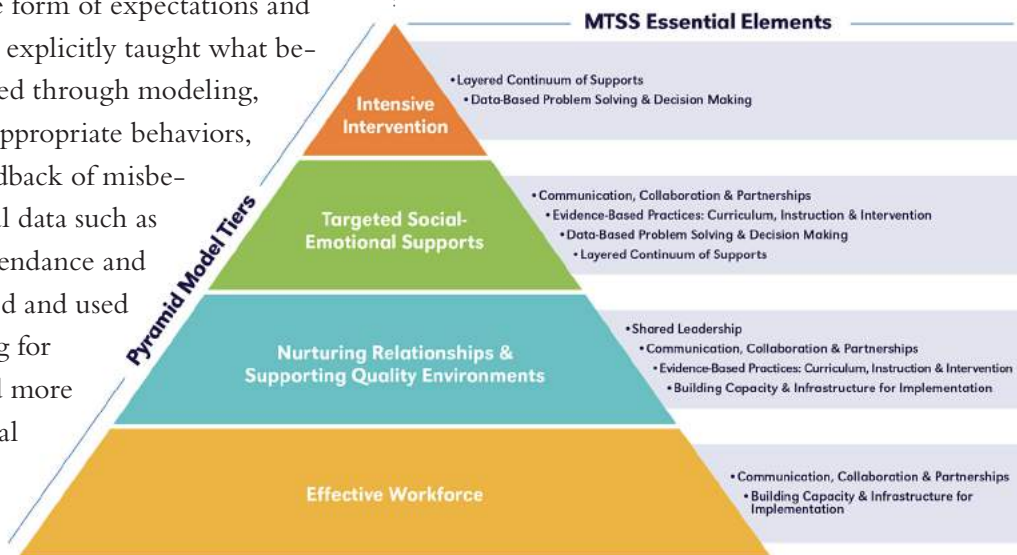 e form of expectations and
explicitly taught what be-
ed through modeling,
ppropriate behaviors,
dback of misbe-
l data such as
endance and
d and used
g for
more
al
Pyramid Model Tiers
MTSS Essential Elements
Intensive
Intervention
•Layered Continuum of Supports
•Data-Based Problem Solving & Decision Making
Targeted Social-
Emotional Supports
•Communication, Collaboration & Partnerships
•Evidence-Based Practices: Curriculum, Instruction & Intervention
•Data-Based Problem Solving & Decision Making
•Layered Continuum of Supports
Nurturing Relationships &
Supporting Quality Environments
•Shared Leadership
•Communication, Collaboration & Partnerships
•Evidence-Based Practices: Curriculum, Instruction & Intervention
•Building Capacity & Infrastructure for Implementation
Effective Workforce
•Communication, Collaboration & Partnerships
•Building Capacity & Infrastructure for
Implementation